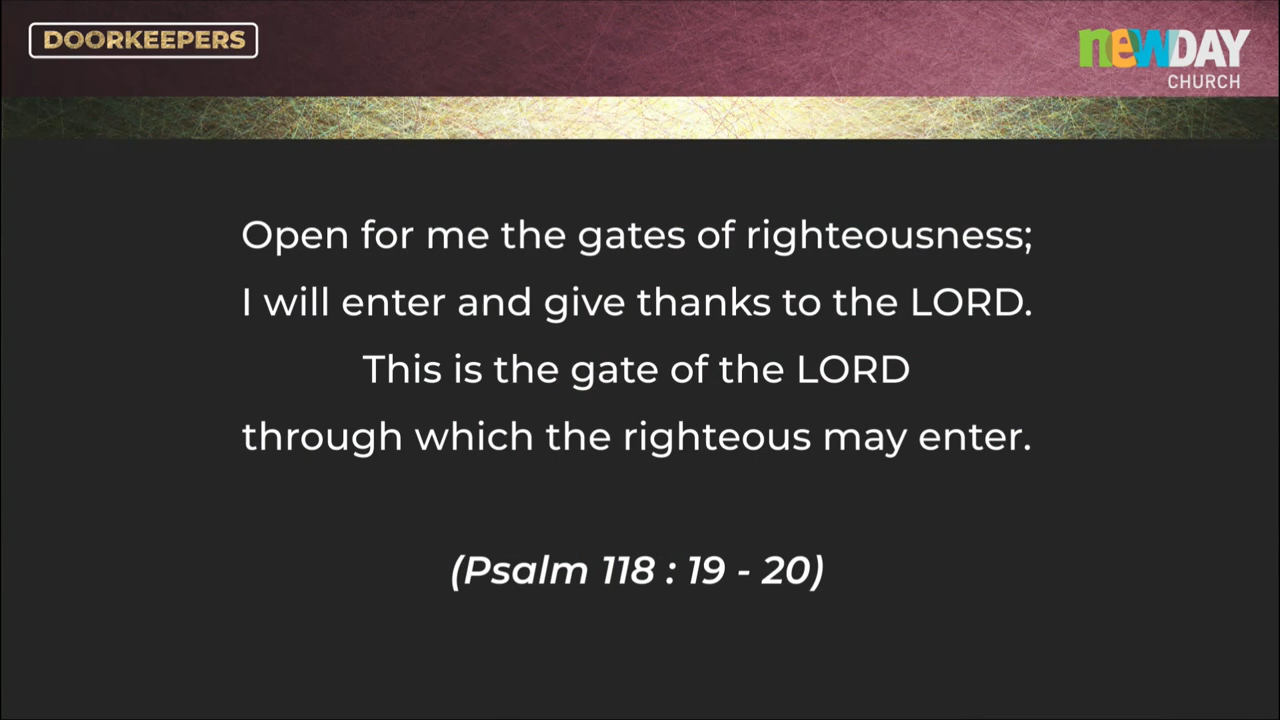 DOORKEEPERS
newDAY
CHURCH
Open for me the gates of righteousness;
I will enter and give thanks to the LORD.
This is the gate of the LORD
through which the righteous may enter.
(Psalm 118 : 19 - 20)